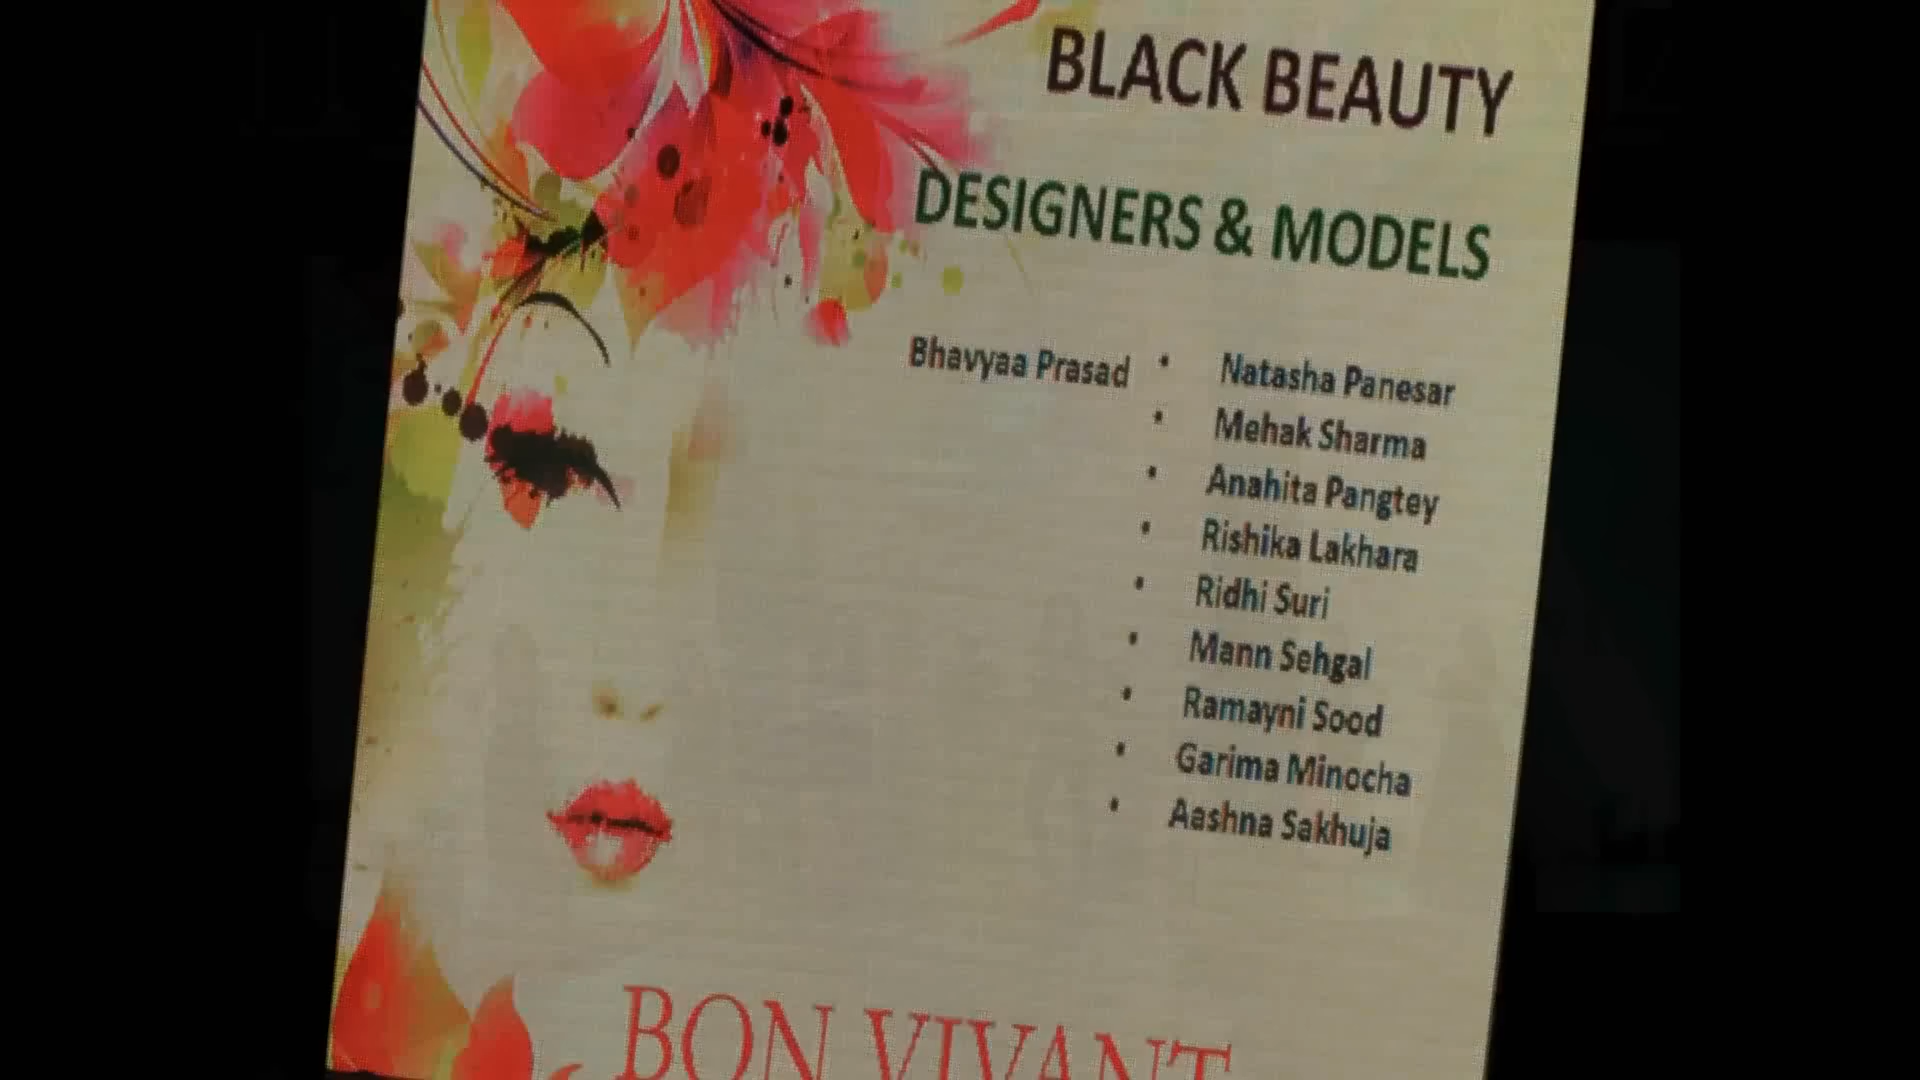 BLACK BEAUTY
DESIGNERS & MODELS
Bhavyaa Prasad • Natasha Panesar
• Mehak Sharma
• Anahita Pangtey
• Rishika Lakhara
• Ridhi Suri
• Mann Sehgal
• Ramayni Sood
• Garima Minocha
• Aashna Sakhuja
BON VIVANT